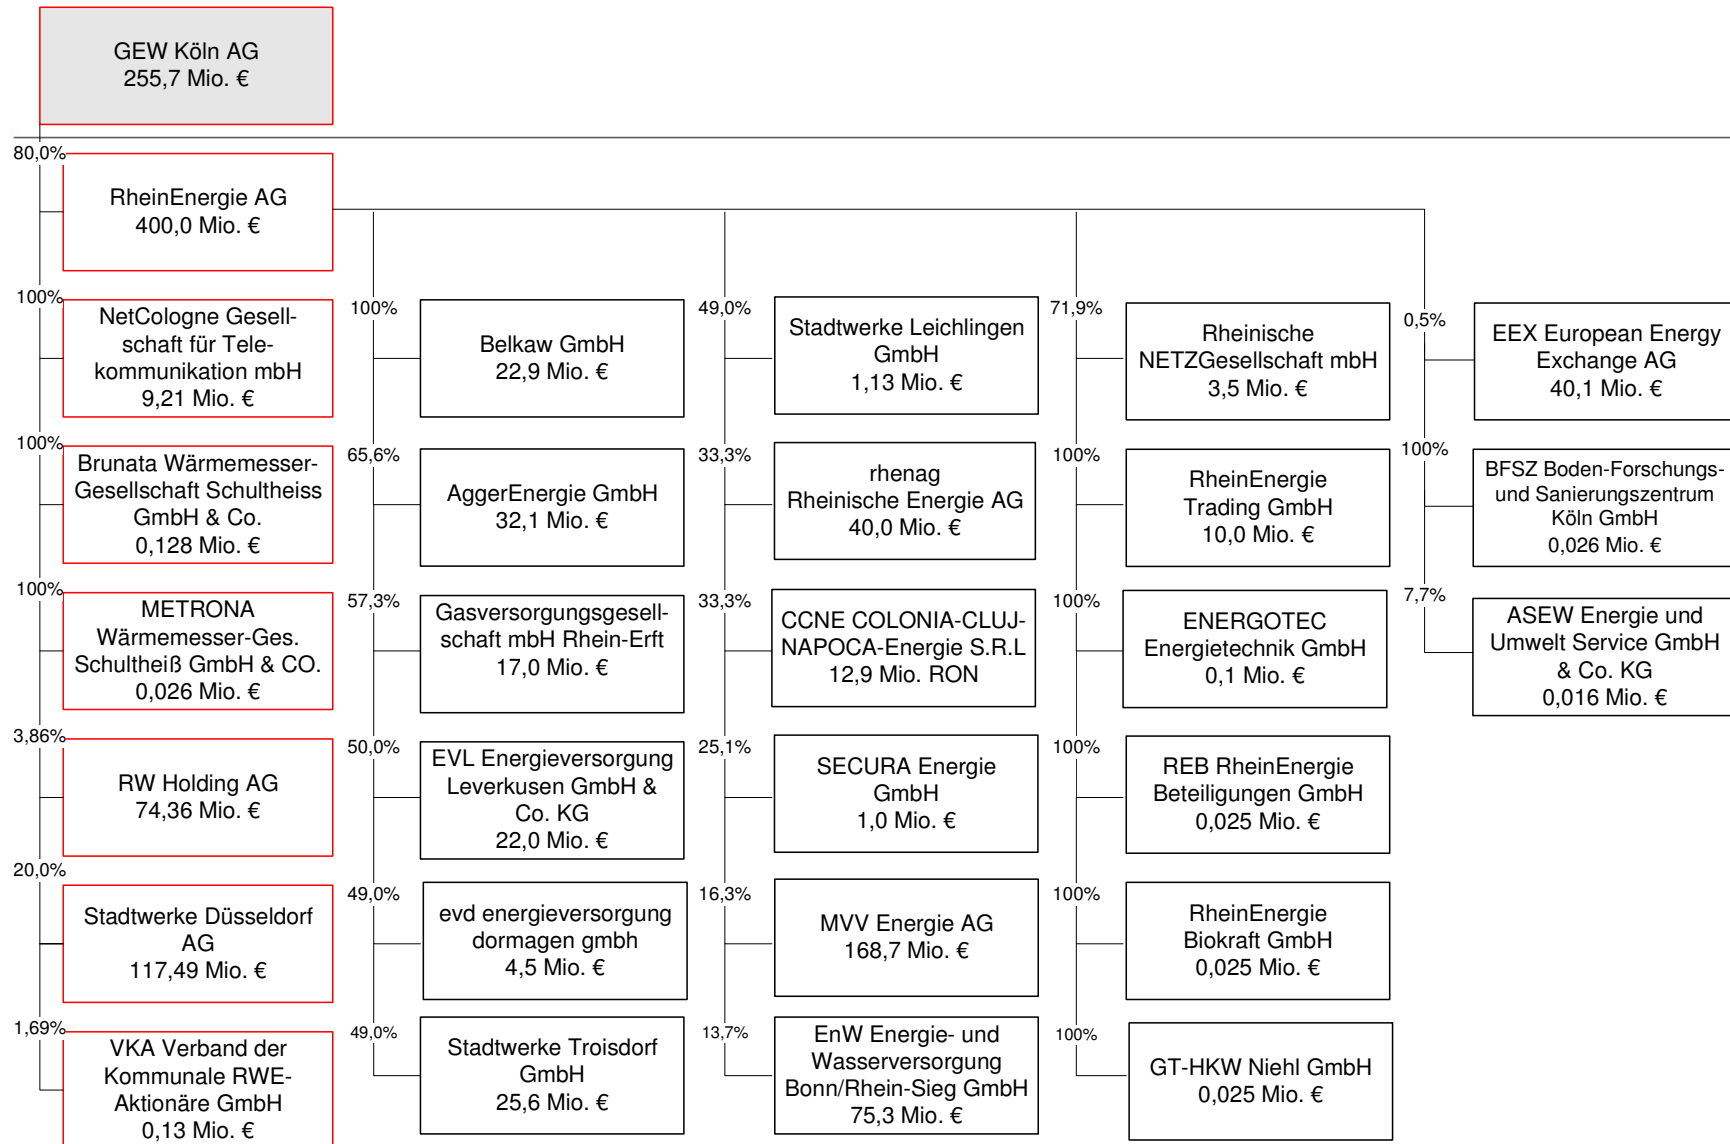 GEW Köln AG
255,7 Mio. €
80,0%
RheinEnergie AG
400,0 Mio. €
100%
NetCologne Gesell-
schaft für Tele-
kommunikation mbH
9,21 Mio. €
100%
Brunata Wärmemesser-
Gesellschaft Schultheiss
GmbH & Co.
0,128 Mio. €
100%
METRONA
Wärmemesser-Ges.
Schultheiß GmbH & CO.
0,026 Mio. €
3,86%
RW Holding AG
74,36 Mio. €
20,0%
Stadtwerke Düsseldorf
AG
117,49 Mio. €
1,69%
VKA Verband der
Kommunale RWE-
Aktionäre GmbH
0,13 Mio. €
100%
Belkaw GmbH
22,9 Mio. €
65,6%
AggerEnergie GmbH
32,1 Mio. €
57,3%
Gasversorgungsgesell-
schaft mbH Rhein-Erft
17,0 Mio. €
50,0%
EVL Energieversorgung
Leverkusen GmbH &
Co. KG
22,0 Mio. €
49,0%
evd energieversorgung
dormagen gmbh
4,5 Mio. €
49,0%
Stadtwerke Troisdorf
GmbH
25,6 Mio. €
49,0%
Stadtwerke Leichlingen
GmbH
1,13 Mio. €
33,3%
rhenag
Rheinische Energie AG
40,0 Mio. €
33,3%
CCNE COLONIA-CLUJ-
NAPOCA-Energie S.R.L
12,9 Mio. RON
25,1%
SECURA Energie
GmbH
1,0 Mio. €
16,3%
MVV Energie AG
168,7 Mio. €
13,7%
EnW Energie- und
Wasserversorgung
Bonn/Rhein-Sieg GmbH
75,3 Mio. €
71,9%
Rheinische
NETZGesellschaft mbH
3,5 Mio. €
100%
RheinEnergie
Trading GmbH
10,0 Mio. €
100%
ENERGOTEC
Energietechnik GmbH
0,1 Mio. €
100%
REB RheinEnergie
Beteiligungen GmbH
0,025 Mio. €
100%
RheinEnergie
Biokraft GmbH
0,025 Mio. €
100%
GT-HKW Niehl GmbH
0,025 Mio. €
0,5%
EEX European Energy
Exchange AG
40,1 Mio. €
100%
BFSZ Boden-Forschungs-
und Sanierungszentrum
Köln GmbH
0,026 Mio. €
7,7%
ASEW Energie und
Umwelt Service GmbH
& Co. KG
0,016 Mio. €